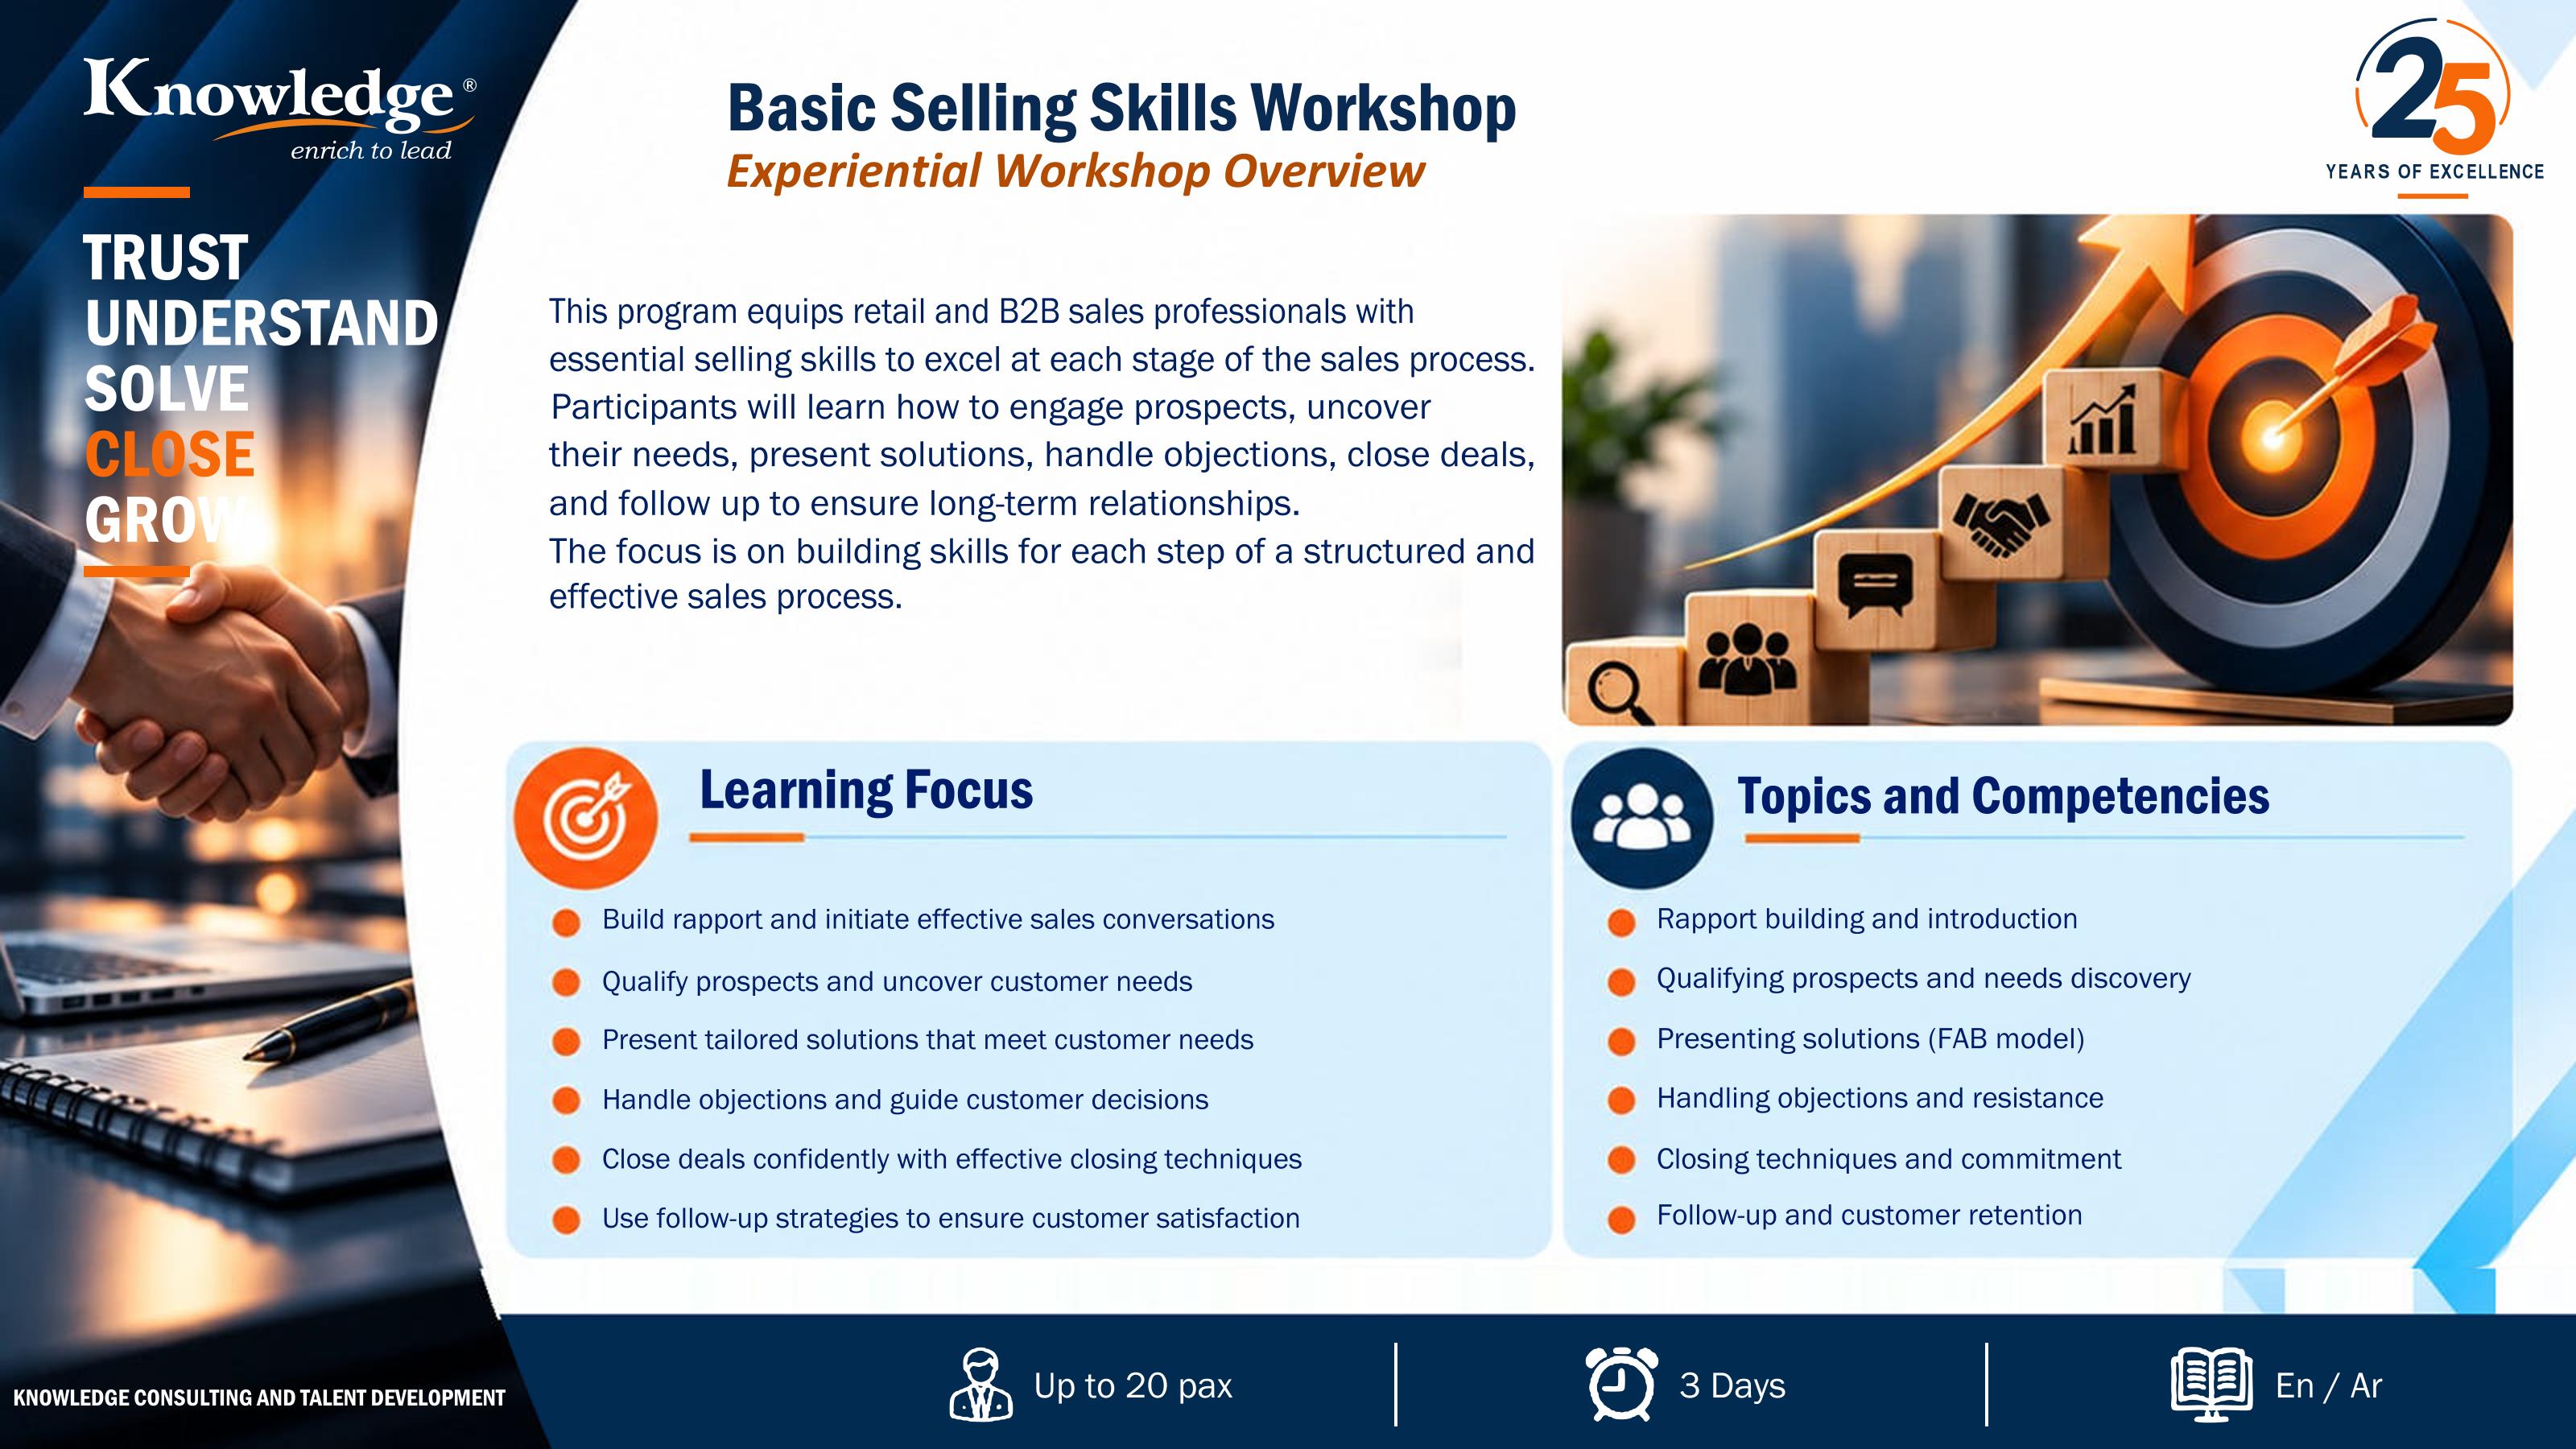 Knowledge®
enrich to lead
TRUST
UNDERSTAND
SOLVE
CLOSE
GROW
Basic Selling Skills Workshop
Experiential Workshop Overview
25
YEARS OF EXCELLENCE
This program equips retail and B2B sales professionals with
essential selling skills to excel at each stage of the sales process.
Participants will learn how to engage prospects, uncover
their needs, present solutions, handle objections, close deals,
and follow up to ensure long-term relationships.
The focus is on building skills for each step of a structured and
effective sales process.
Learning Focus
Build rapport and initiate effective sales conversations
Qualify prospects and uncover customer needs
Present tailored solutions that meet customer needs
Handle objections and guide customer decisions
Close deals confidently with effective closing techniques
Use follow-up strategies to ensure customer satisfaction
Topics and Competencies
Rapport building and introduction
Qualifying prospects and needs discovery
Presenting solutions (FAB model)
Handling objections and resistance
Closing techniques and commitment
Follow-up and customer retention
KNOWLEDGE CONSULTING AND TALENT DEVELOPMENT
Up to 20 pax
3 Days
En / Ar